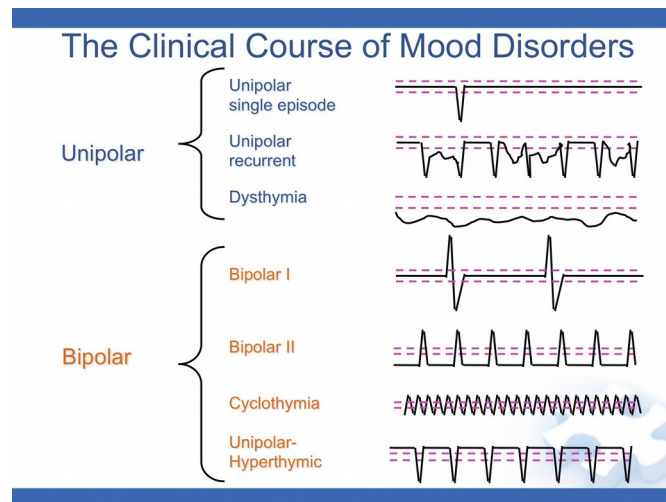 The Clinical Course of Mood Disorders
Unipolar
Unipolar
single episode
Unipolar
recurrent
Dysthymia
Bipolar
Bipolar I
Bipolar II
Cyclothymia
Unipolar-
Hyperthymic